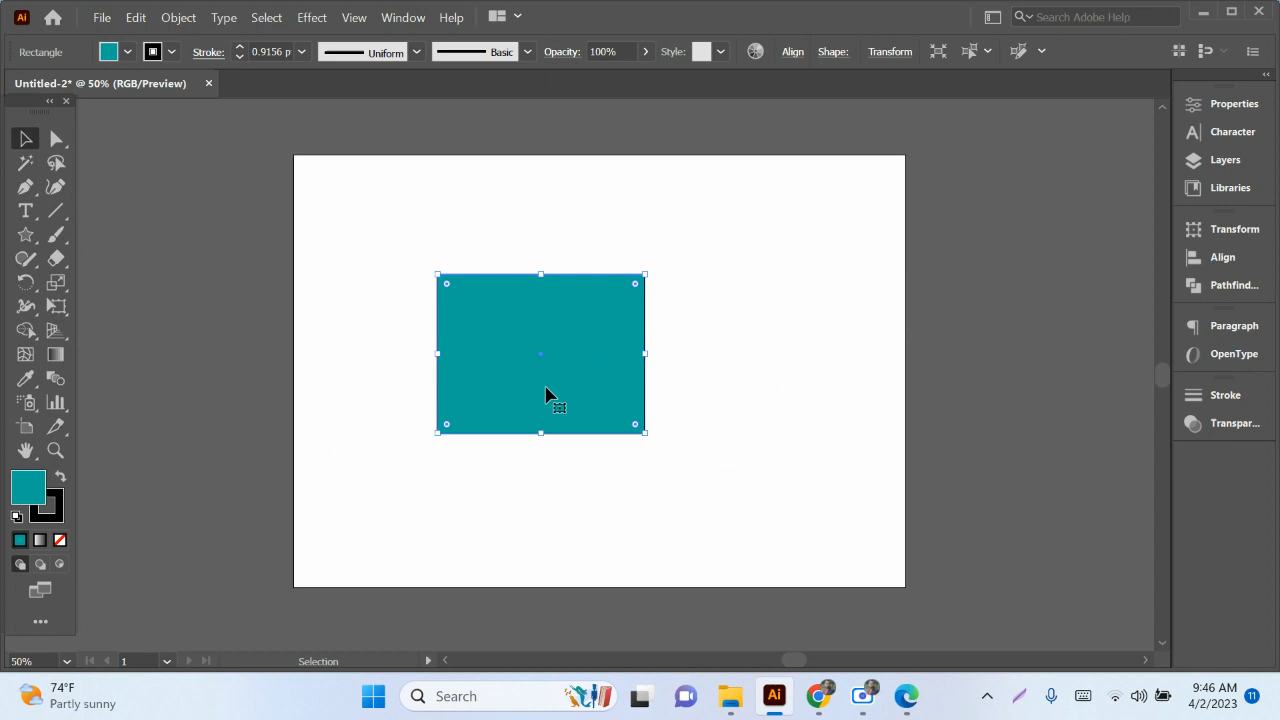 Ai File Edit Object Type Select Effect View Window Help Search Adobe Help
Rectangle Stroke: 0.9156 p Uniform Basic Opacity: 100% Style: Align Shape: Transform
Untitled-2* @ 50% (RGB/Preview)
Properties
Character
Layers
Libraries
Transform
Align
Pathfind...
Paragraph
OpenType
Stroke
Transpar...
50% 1 Selection
74°F
Partly sunny
Search
Ai
9:46 AM
4/2/2023
11